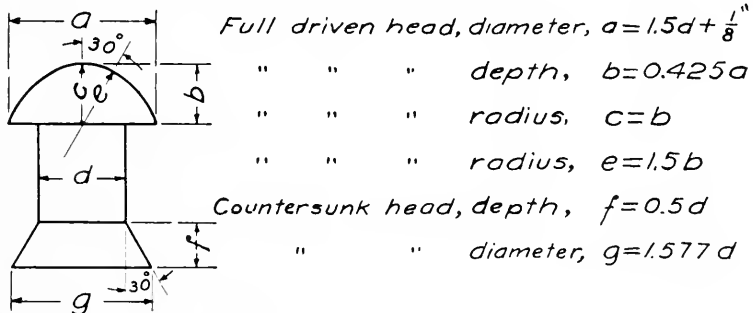 a
30°
c
e
b
d
f
30°
g
Full driven head, diameter, a=1.5d+1/8"
" " " depth, b=0.425a
" " " radius, c=b
" " " radius, e=1.5b
Countersunk head, depth, f=0.5d
" " diameter, g=1.577d